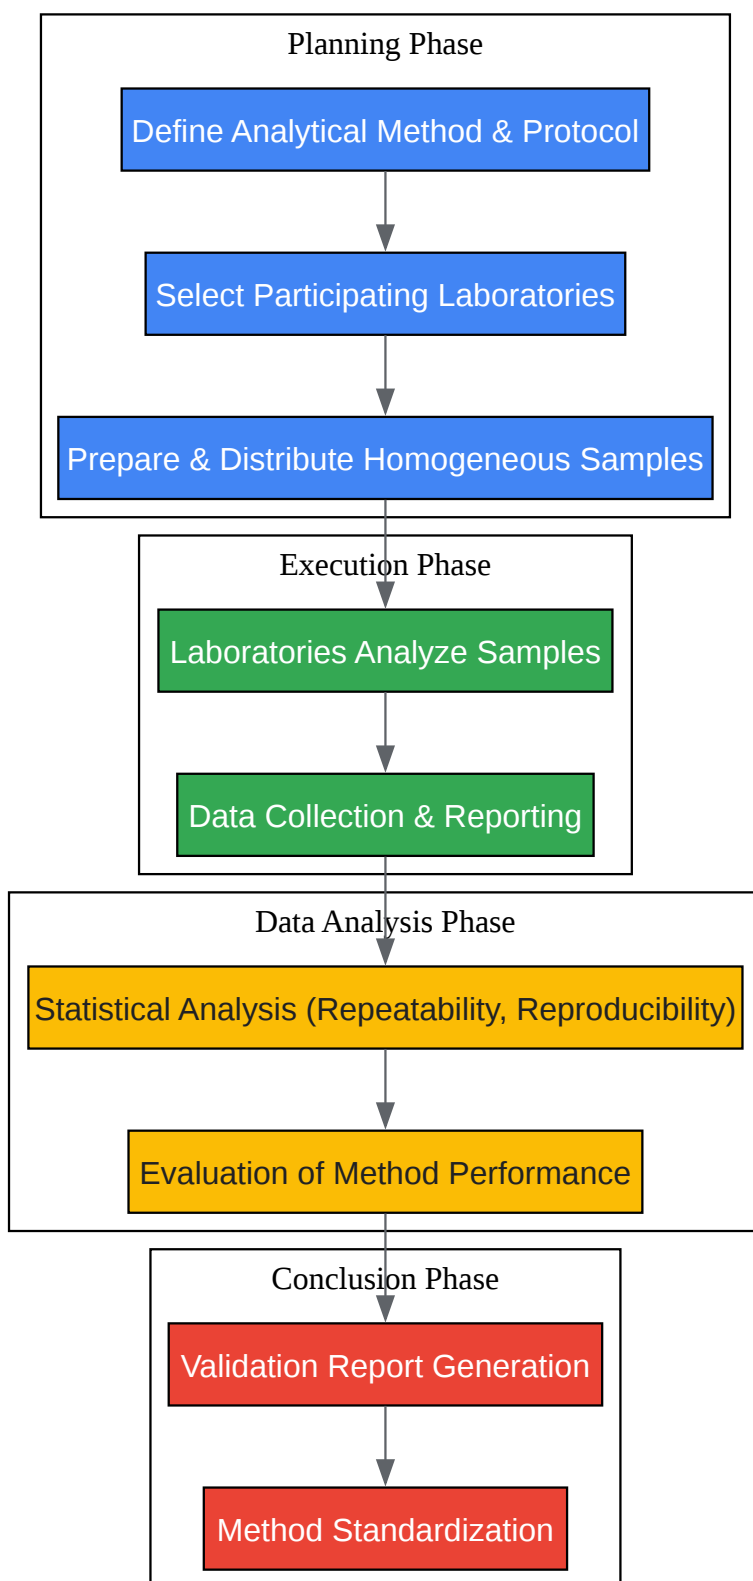 Planning Phase
Define Analytical Method & Protocol
Select Participating Laboratories
Prepare & Distribute Homogeneous Samples
Execution Phase
Laboratories Analyze Samples
Data Collection & Reporting
Data Analysis Phase
Statistical Analysis (Repeatability, Reproducibility)
Evaluation of Method Performance
Conclusion Phase
Validation Report Generation
Method Standardization